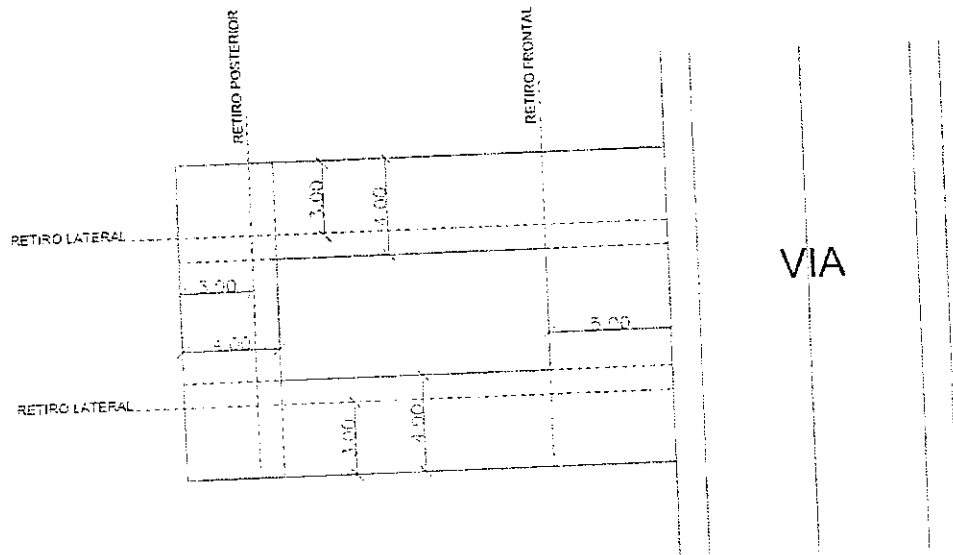 RETIRO POSTERIOR
RETIRO FRONTAL
3.00
4.00
RETIRO LATERAL
VIA
3.00
5.00
4.00
RETIRO LATERAL
3.00
4.00